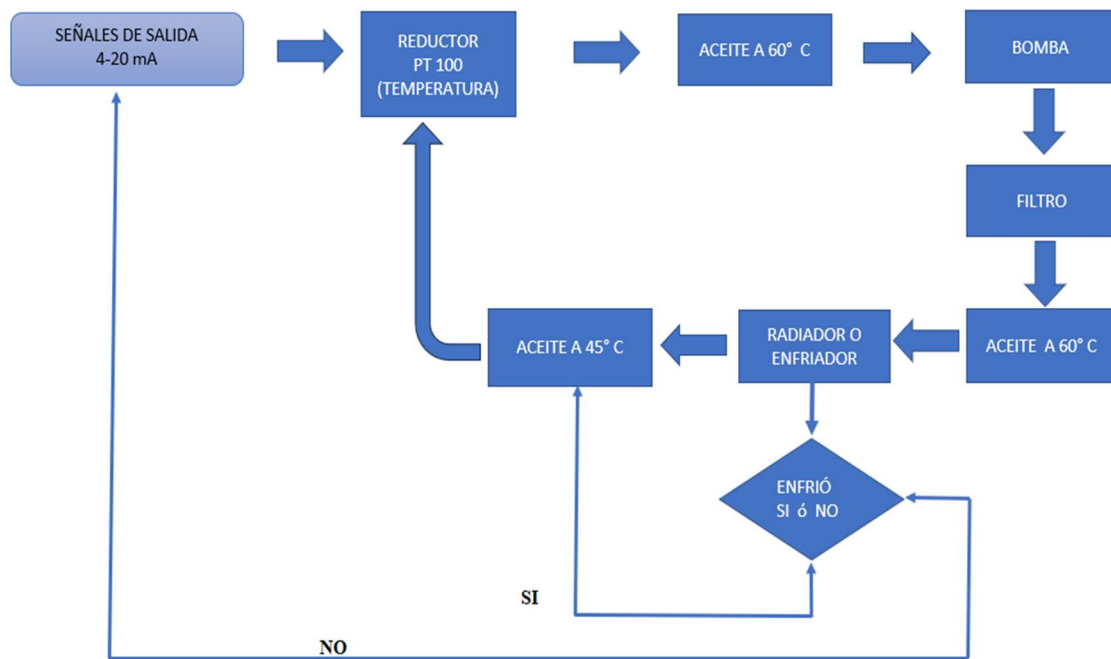 SEÑALES DE SALIDA
4-20 mA
REDUCTOR
PT 100
(TEMPERATURA)
ACEITE A 60° C
BOMBA
FILTRO
ACEITE A 60° C
RADIADOR O
ENFRIADOR
ACEITE A 45° C
ENFRIÓ
SI ó NO
SI
NO